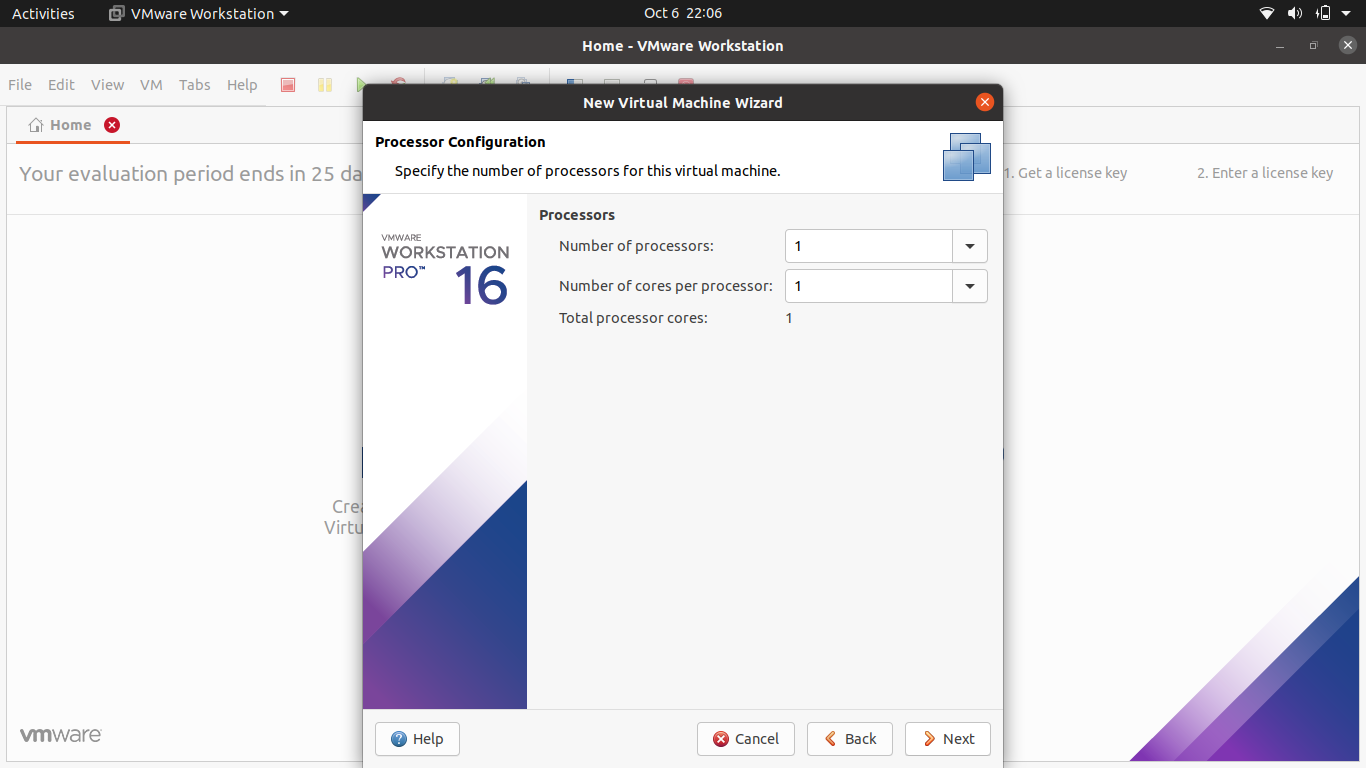 Activities VMware Workstation Oct 6 22:06
Home - VMware Workstation
File Edit View VM Tabs Help
New Virtual Machine Wizard
Home
Processor Configuration
Specify the number of processors for this virtual machine.
Your evaluation period ends in 25
1. Get a license key 2. Enter a license key
Processors
VMWARE
WORKSTATION
PRO™ 16
Number of processors: 1
Number of cores per processor: 1
Total processor cores: 1
vmware
Help Cancel Back Next